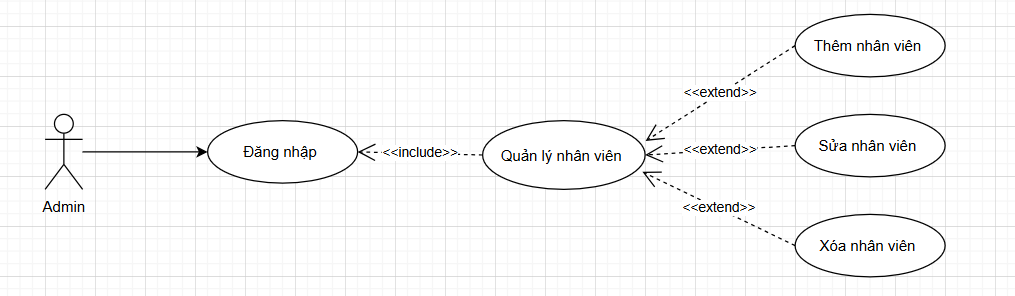 Thêm nhân viên
<<extend>>
Đăng nhập
<<include>>
Quản lý nhân viên
<<extend>>
Sửa nhân viên
Admin
<<extend>>
Xóa nhân viên